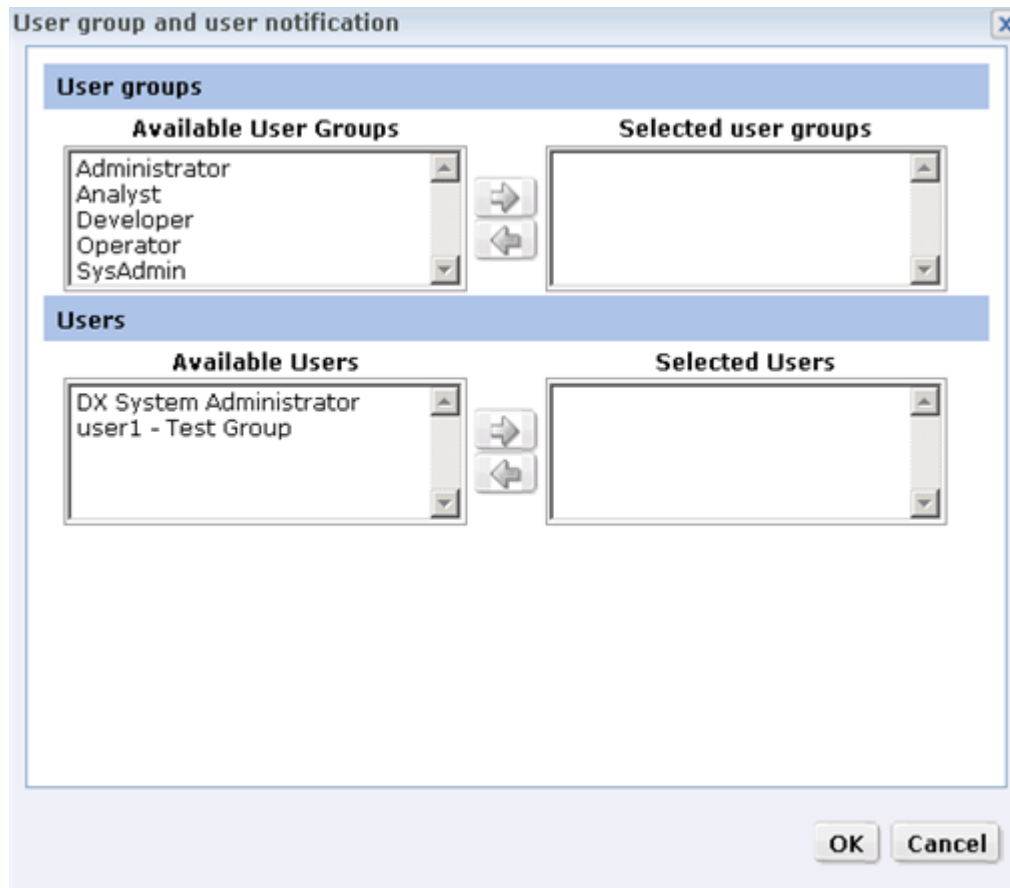 User group and user notification
User groups
Available User Groups
Selected user groups
Administrator
Analyst
Developer
Operator
SysAdmin
Users
Available Users
Selected Users
DX System Administrator
user1 - Test Group
OK
Cancel